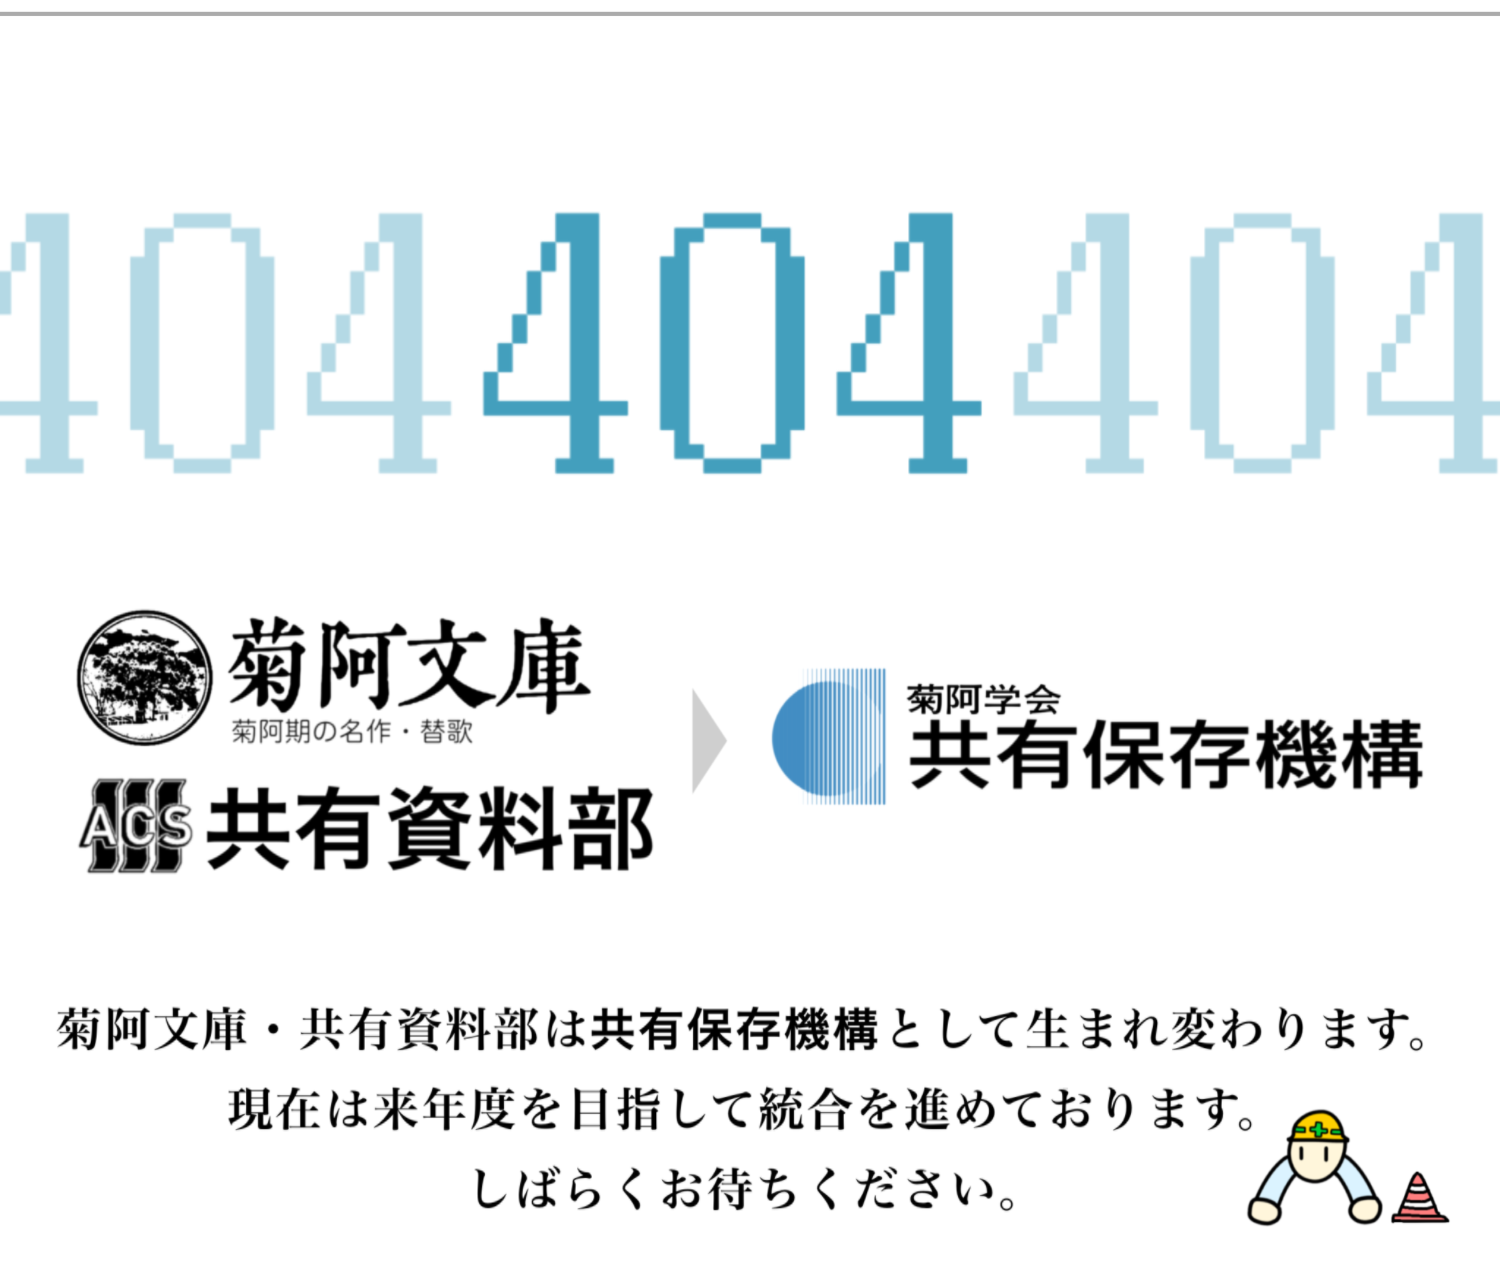 404404404
菊阿文庫
菊阿期の名作・替歌
ACS 共有資料部
菊阿学会
共有保存機構
菊阿文庫・共有資料部は共有保存機構として生まれ変わります。
現在は来年度を目指して統合を進めております。
しばらくお待ちください。